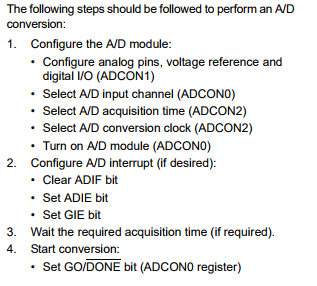 The following steps should be followed to perform an A/D
conversion:
1. Configure the A/D module:
• Configure analog pins, voltage reference and
digital I/O (ADCON1)
• Select A/D input channel (ADCON0)
• Select A/D acquisition time (ADCON2)
• Select A/D conversion clock (ADCON2)
• Turn on A/D module (ADCON0)
2. Configure A/D interrupt (if desired):
• Clear ADIF bit
• Set ADIE bit
• Set GIE bit
3. Wait the required acquisition time (if required).
4. Start conversion:
• Set GO/D̅O̅N̅E̅ bit (ADCON0 register)